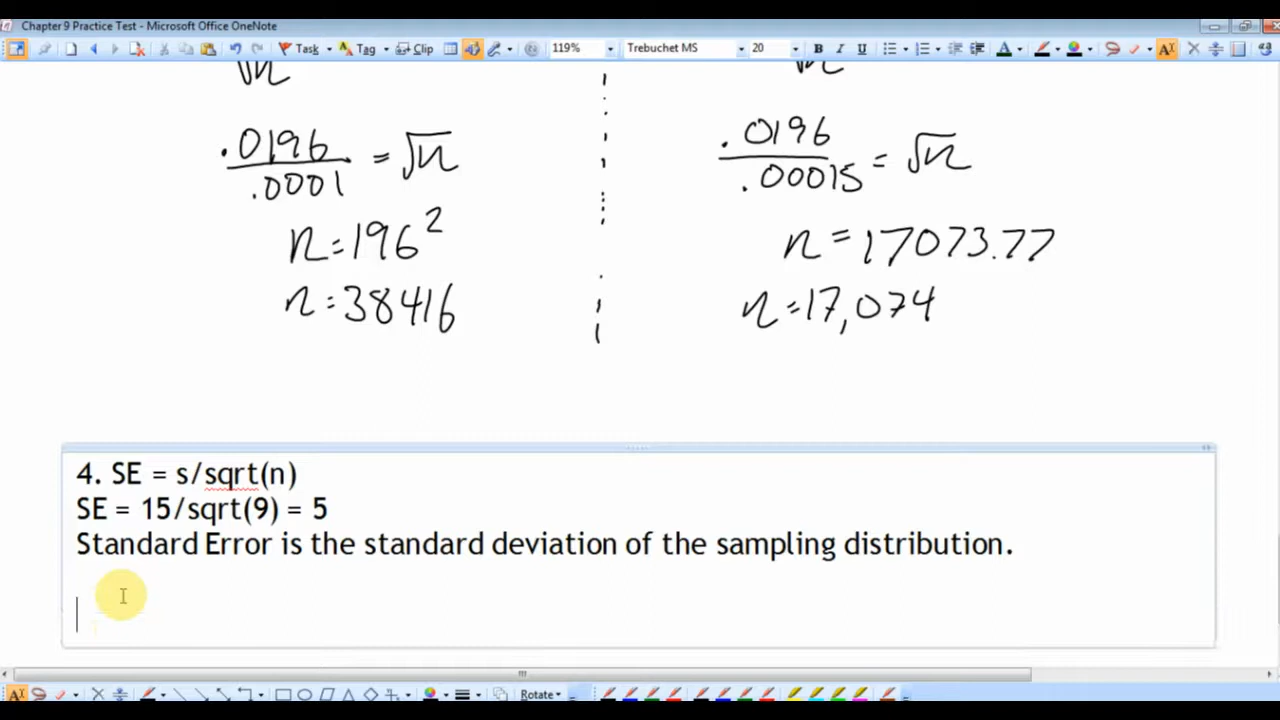 Chapter 9 Practice Test - Microsoft Office OneNote
Task Tag Clip 119% Trebuchet MS 20 B I U
√n √n
.0196 / .0001 = √n
n = 196²
n = 38416
.0196 / .00015 = √n
n = 17073.77
n = 17,074
4. SE = s/sqrt(n)
SE = 15/sqrt(9) = 5
Standard Error is the standard deviation of the sampling distribution.
Rotate